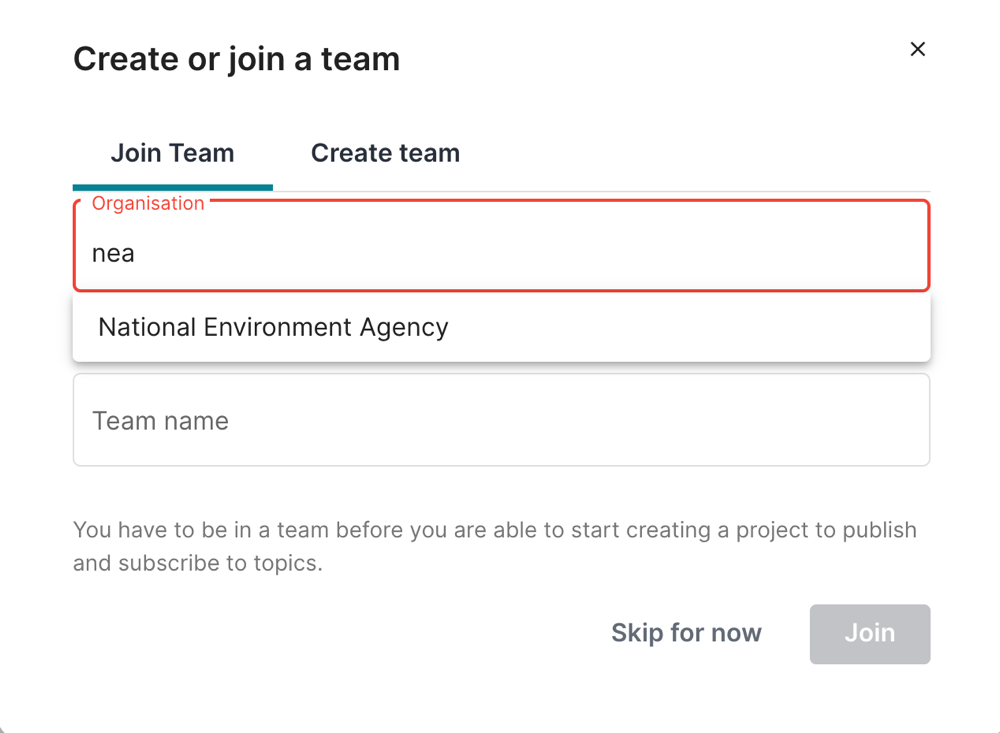 Create or join a team
Join Team
Create team
Organisation
nea
National Environment Agency
Team name
You have to be in a team before you are able to start creating a project to publish
and subscribe to topics.
Skip for now
Join